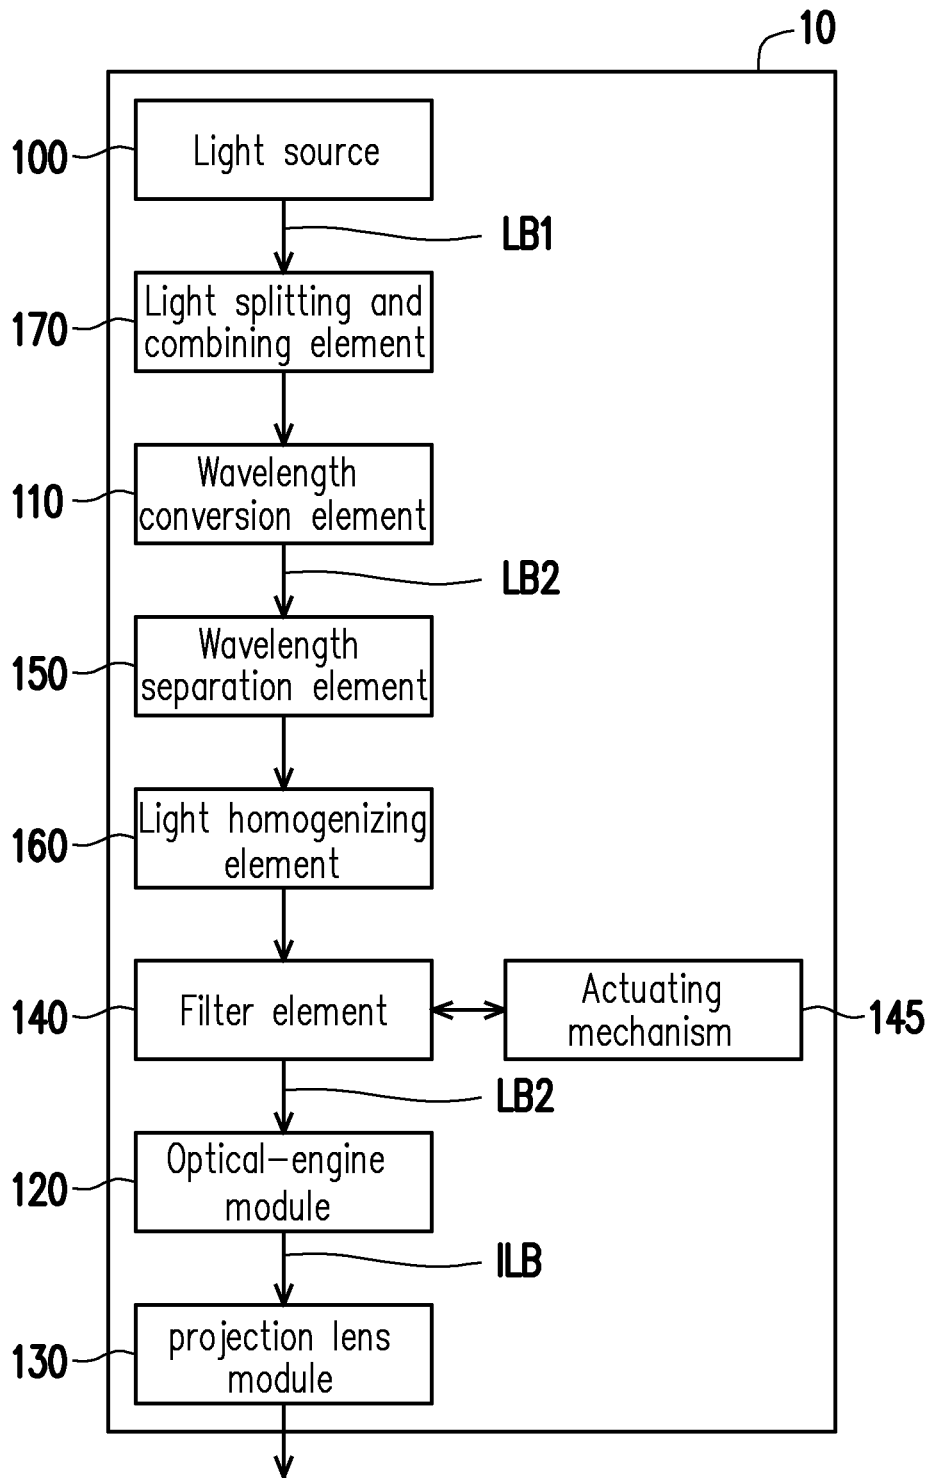 10
100
Light source
LB1
170
Light splitting and
combining element
110
Wavelength
conversion element
LB2
150
Wavelength
separation element
160
Light homogenizing
element
140
Filter element
Actuating
mechanism
145
LB2
120
Optical-engine
module
ILB
130
projection lens
module